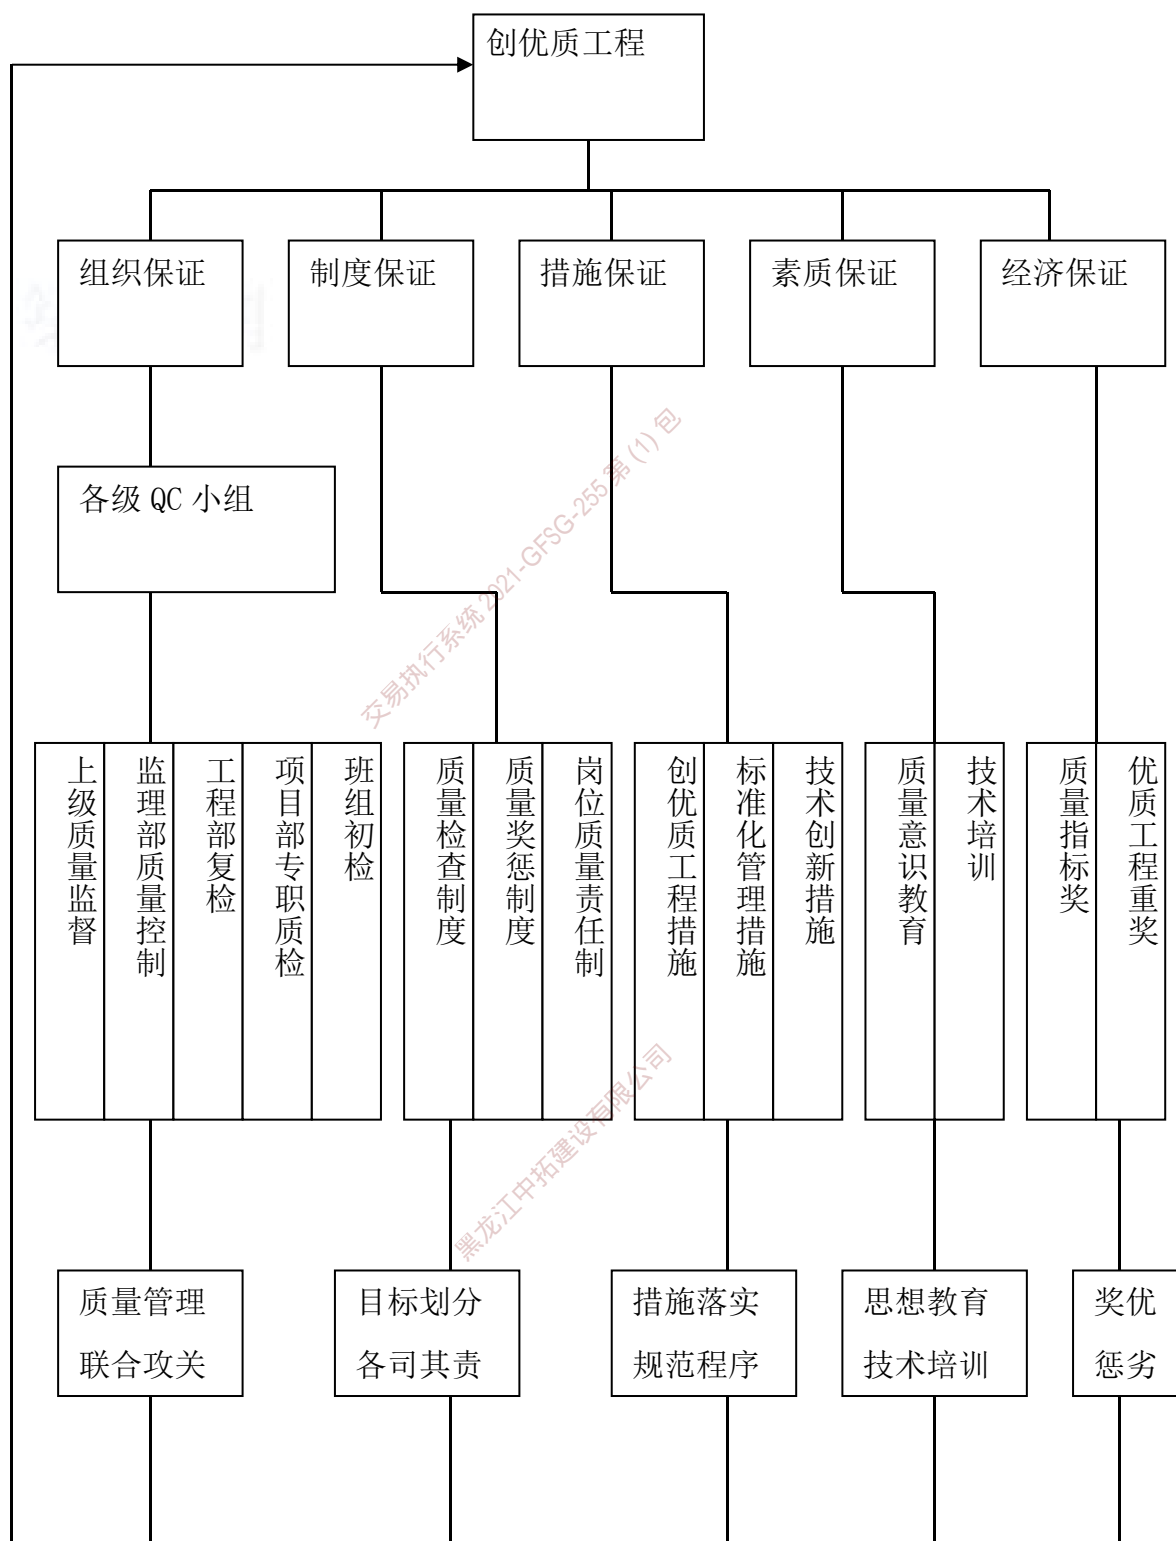 创优质工程
组织保证
制度保证
措施保证
素质保证
经济保证
各级 QC 小组
交易执行系统 2021-GFSG-255 第 (1) 包
上级质量监督
监理部质量控制
工程部复检
项目部专职质检
班组初检
质量检查制度
质量奖惩制度
岗位质量责任制
创优质工程措施
标准化管理措施
技术创新措施
质量意识教育
技术培训
质量指标奖
优质工程重奖
黑龙江中拓建设有限公司
质量管理
联合攻关
目标划分
各司其责
措施落实
规范程序
思想教育
技术培训
奖优
惩劣